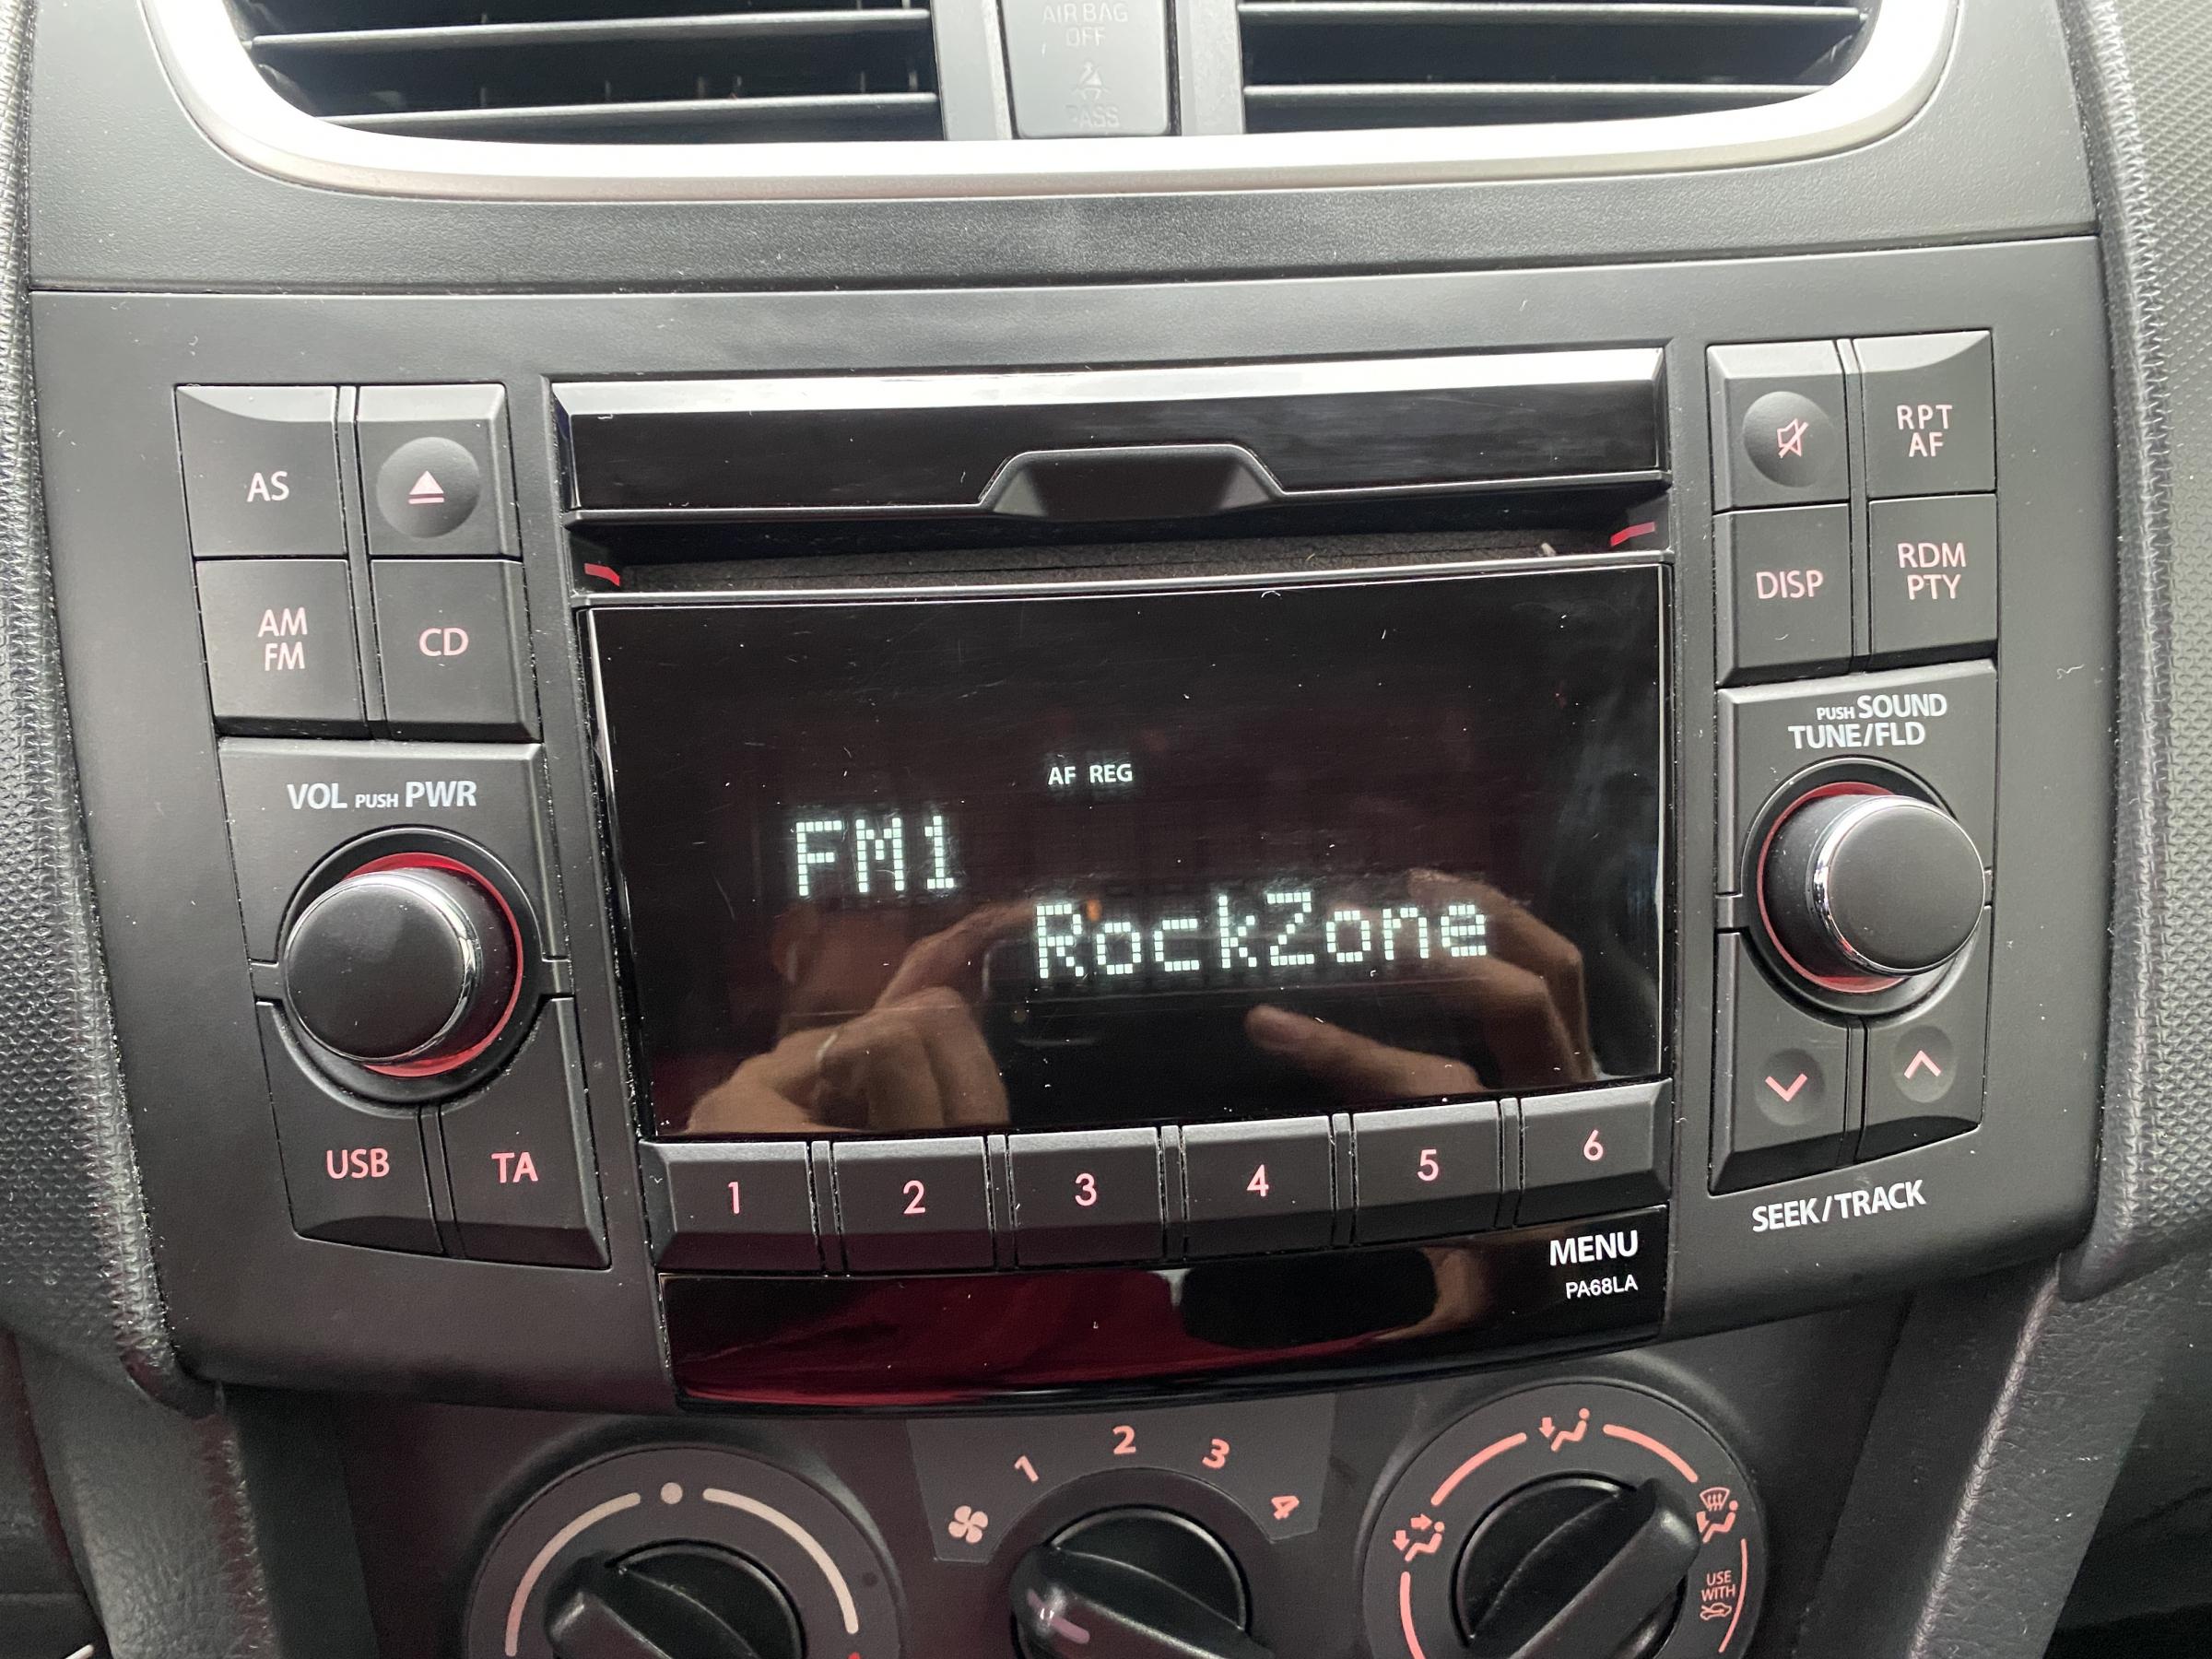 AIR BAG
OFF
PASS
AS
AM
FM
CD
RPT
AF
DISP
RDM
PTY
VOL PUSH PWR
PUSH SOUND
TUNE/FLD
AF REG
FM1
RockZone
USB
TA
1
2
3
4
5
6
SEEK/TRACK
MENU
PA68LA
1
2
3
4
USE
WITH